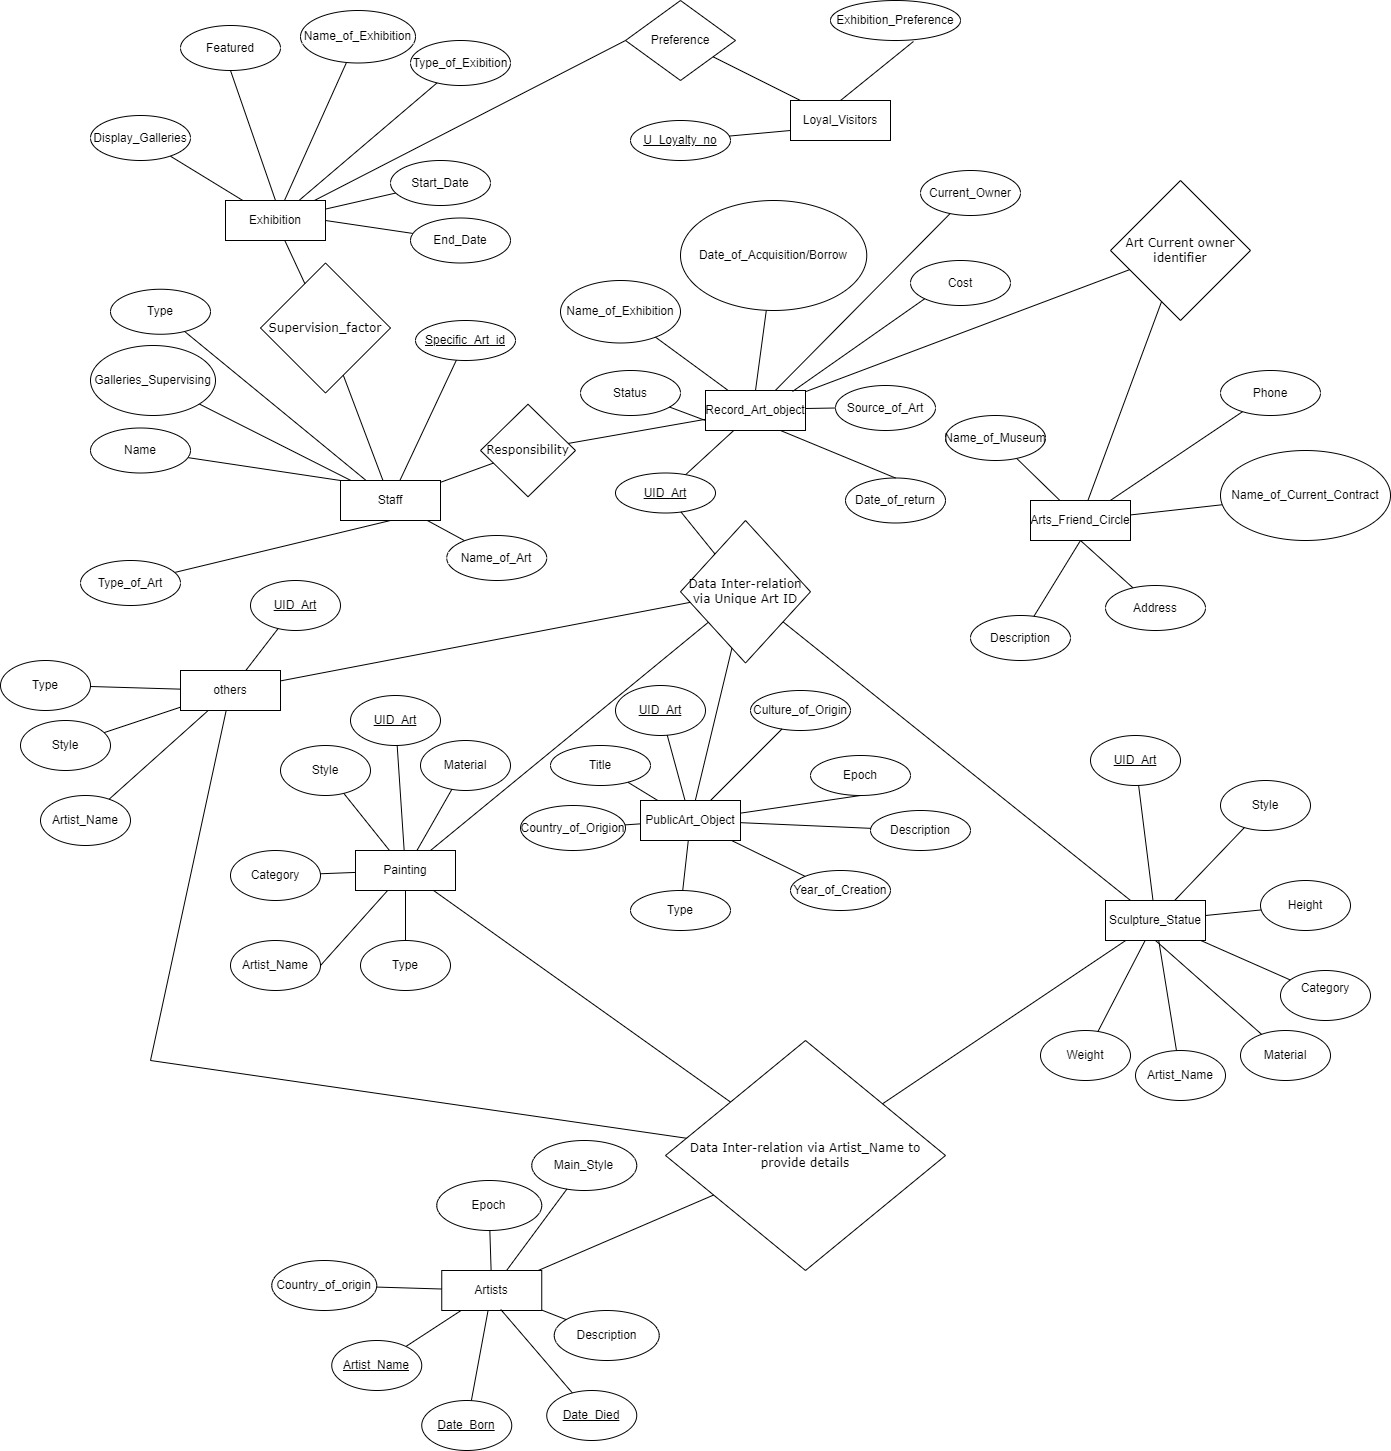 Exhibition_Preference
Name_of_Exhibition
Preference
Featured
Type_of_Exibition
Loyal_Visitors
Display_Galleries
U_Loyalty_no
Start_Date
Current_Owner
Exhibition
End_Date
Art Current owner
identifier
Date_of_Acquisition/Borrow
Cost
Type
Name_of_Exhibition
Supervision_factor
Specific_Art_id
Galleries_Supervising
Status
Phone
Record_Art_object
Source_of_Art
Name_of_Museum
Name
Responsibility
UID_Art
Name_of_Current_Contract
Staff
Date_of_return
Arts_Friend_Circle
Name_of_Art
Type_of_Art
Data Inter-relation
via Unique Art ID
UID_Art
Address
Description
Type
others
UID_Art
Culture_of_Origin
UID_Art
Style
Title
Material
Style
Epoch
UID_Art
Style
Artist_Name
Country_of_Origion
PublicArt_Object
Description
Category
Painting
Year_of_Creation
Height
Type
Sculpture_Statue
Artist_Name
Type
Category
Weight
Material
Artist_Name
Data Inter-relation via Artist_Name to
provide details
Main_Style
Epoch
Country_of_origin
Artists
Description
Artist_Name
Date_Born
Date_Died